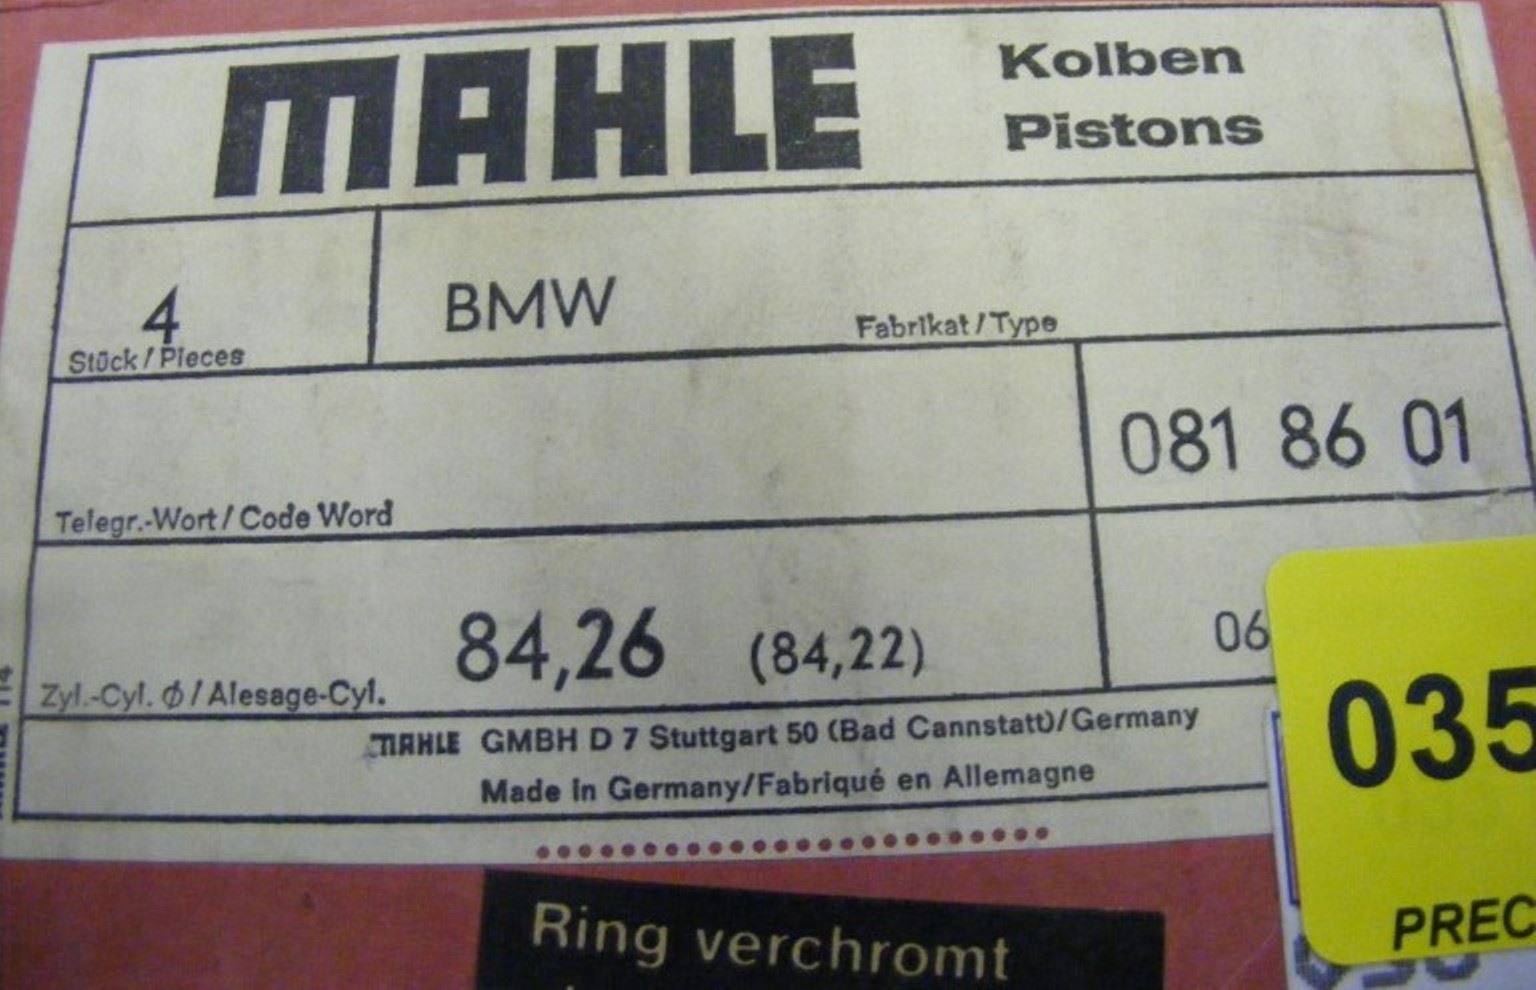 MAHLE Kolben
Pistons
4 BMW
Stück/Pieces Fabrikat/Type
081 86 01
Telegr.-Wort/Code Word
84,26 (84,22) 06
Zyl.-Cyl. Ø/Alesage-Cyl.
MAHLE GMBH D 7 Stuttgart 50 (Bad Cannstatt)/Germany
Made in Germany/Fabriqué en Allemagne
035
PREC
Ring verchromt